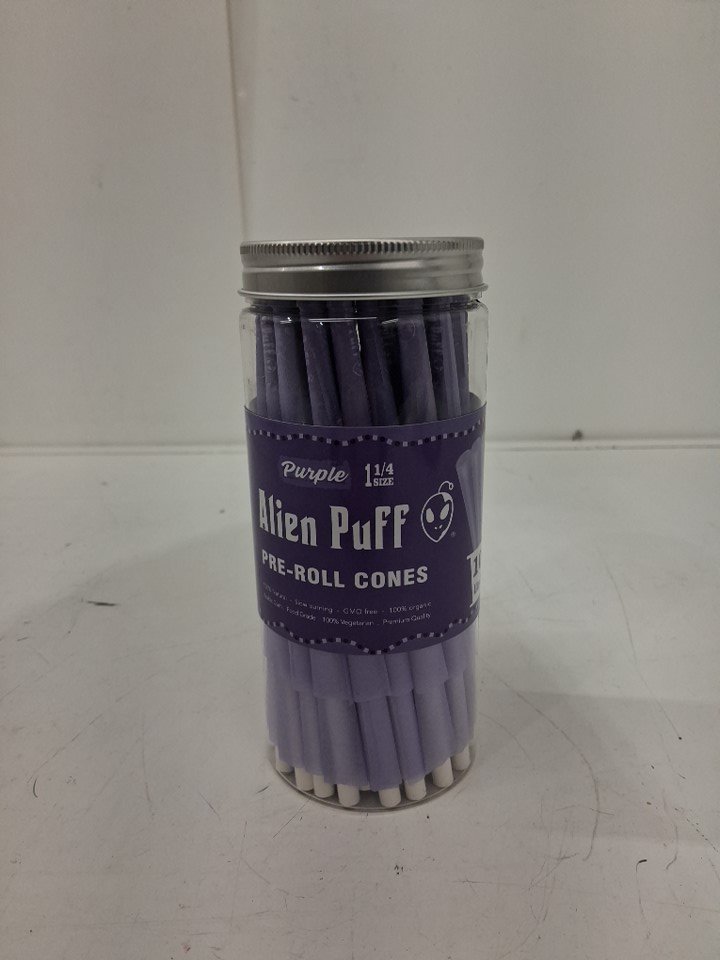 Purple 1 1/4 SIZE
Alien Puff ®
PRE-ROLL CONES
Slow burning - GMO free - 100% organic
Food Grade 100% Vegetarian Premium Quality